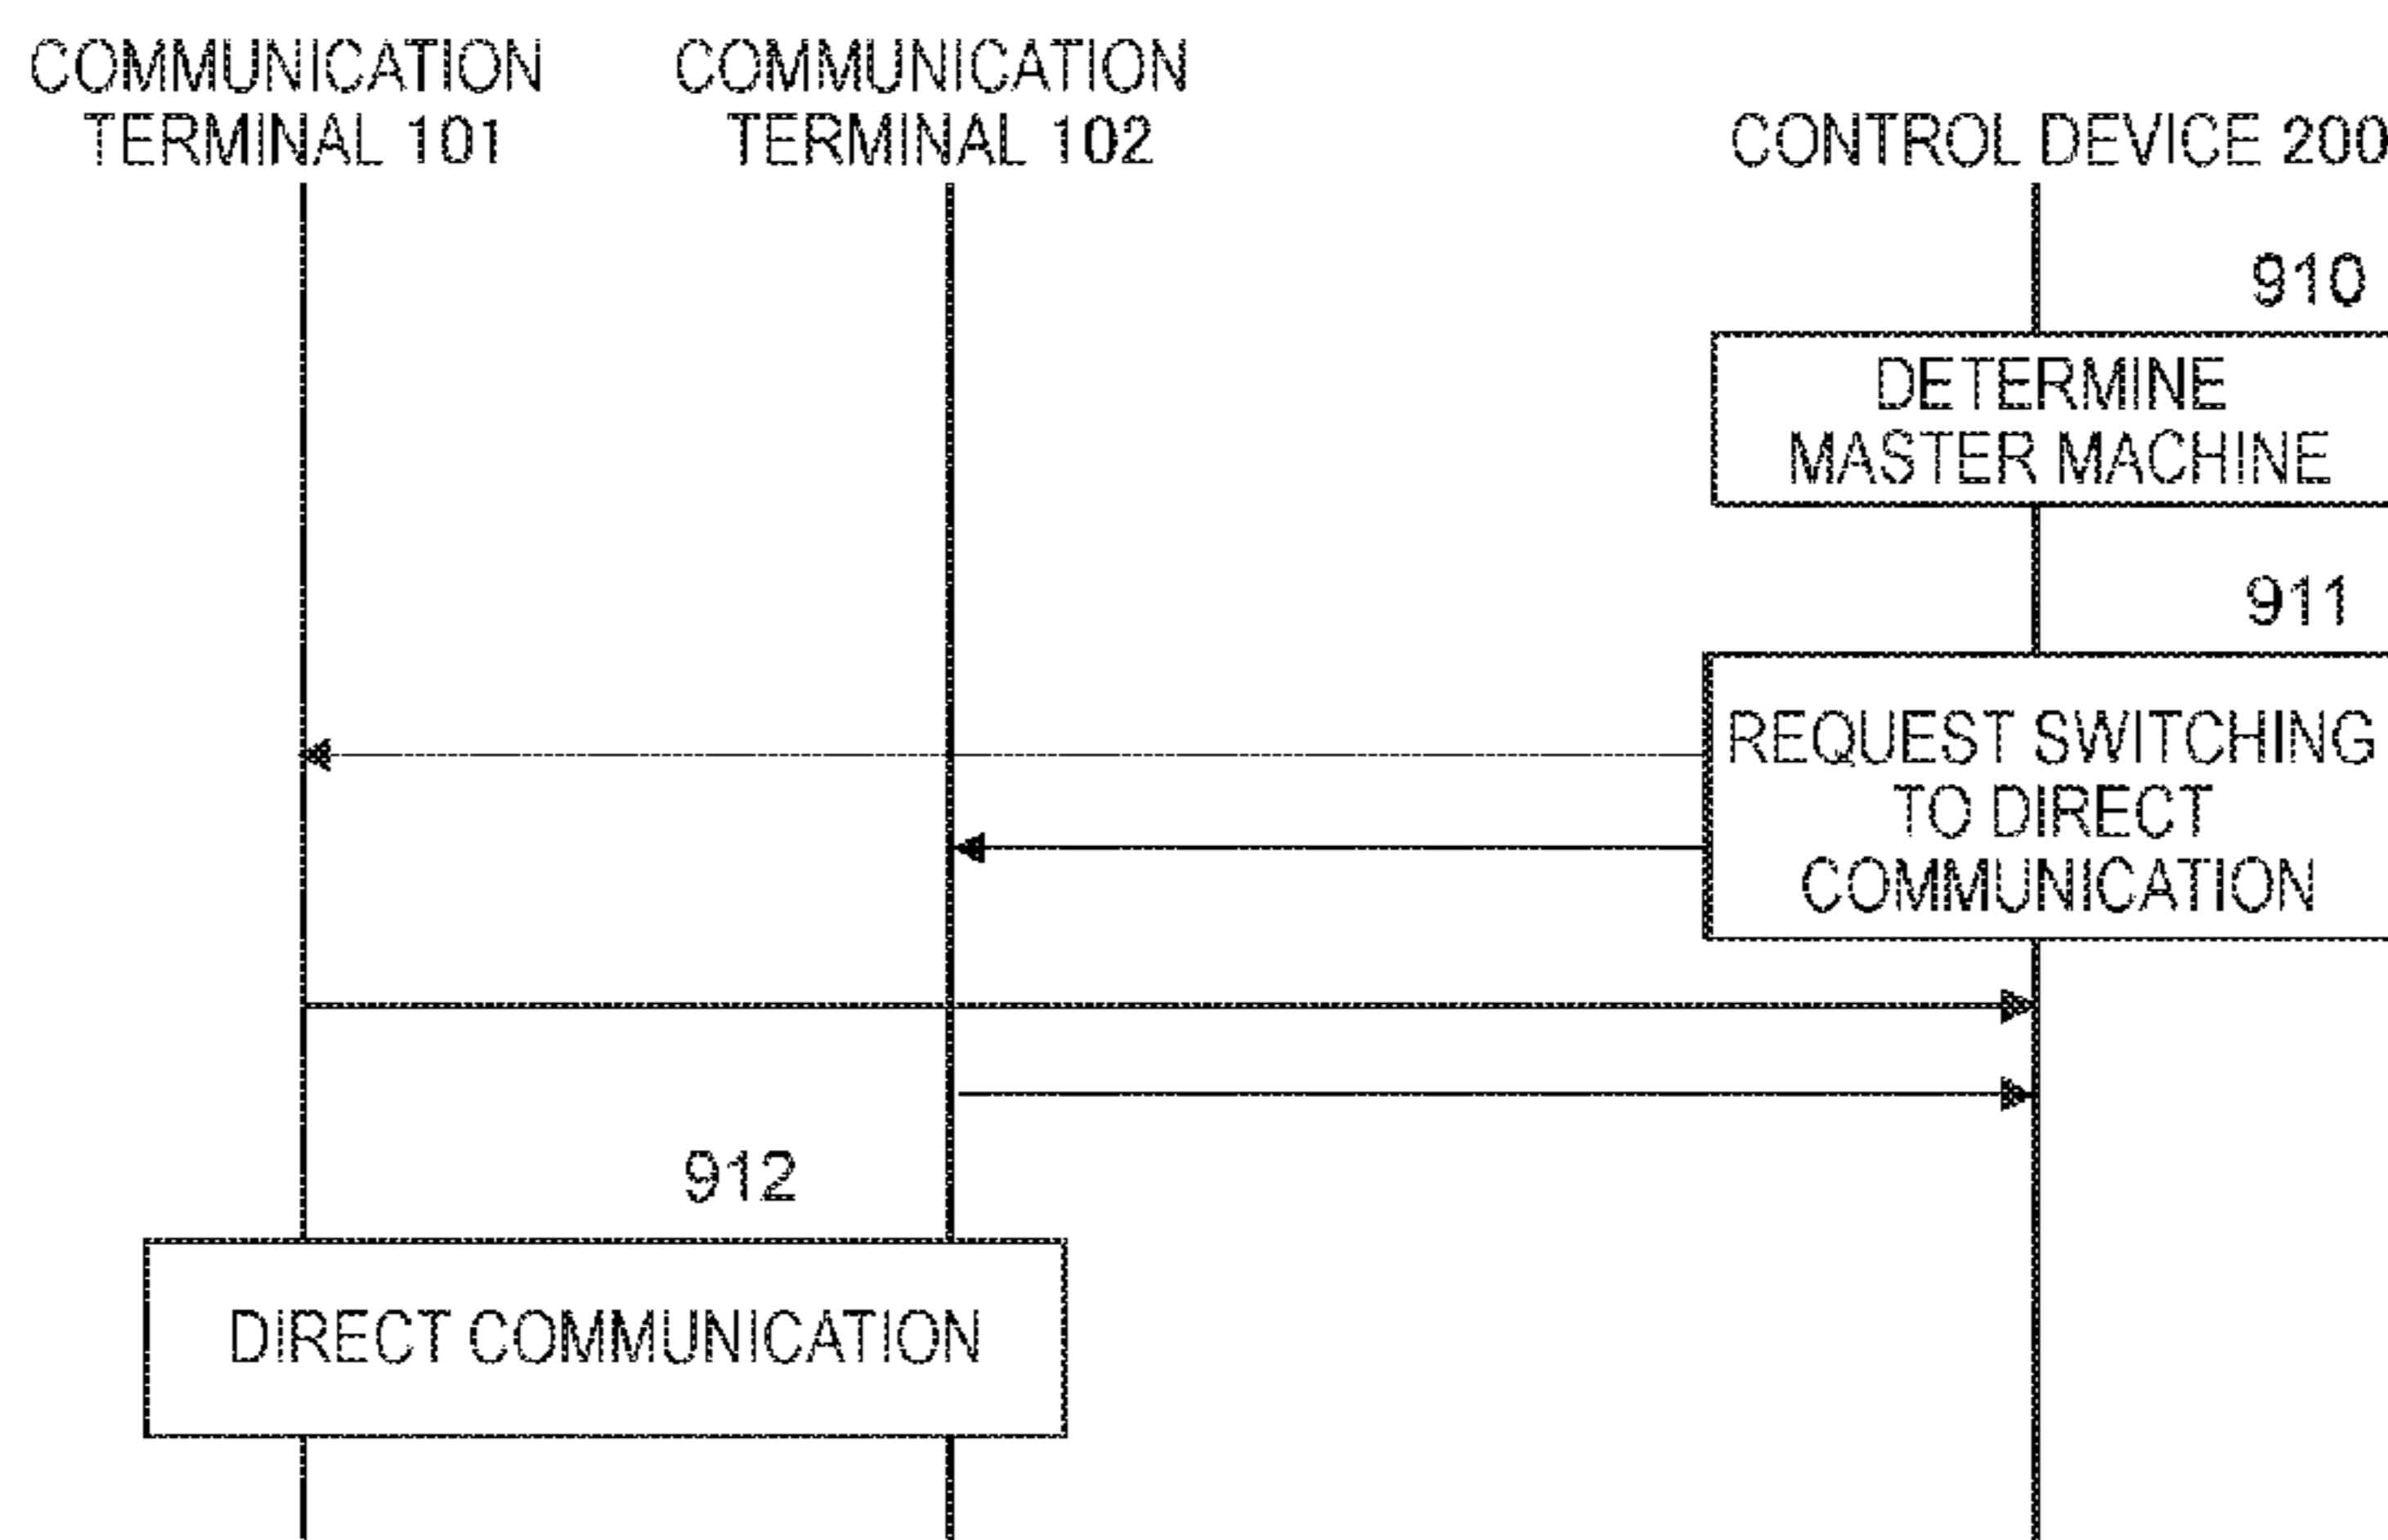 COMMUNICATION
TERMINAL 101
COMMUNICATION
TERMINAL 102
CONTROL DEVICE 200
910
DETERMINE
MASTER MACHINE
911
REQUEST SWITCHING
TO DIRECT
COMMUNICATION
912
DIRECT COMMUNICATION